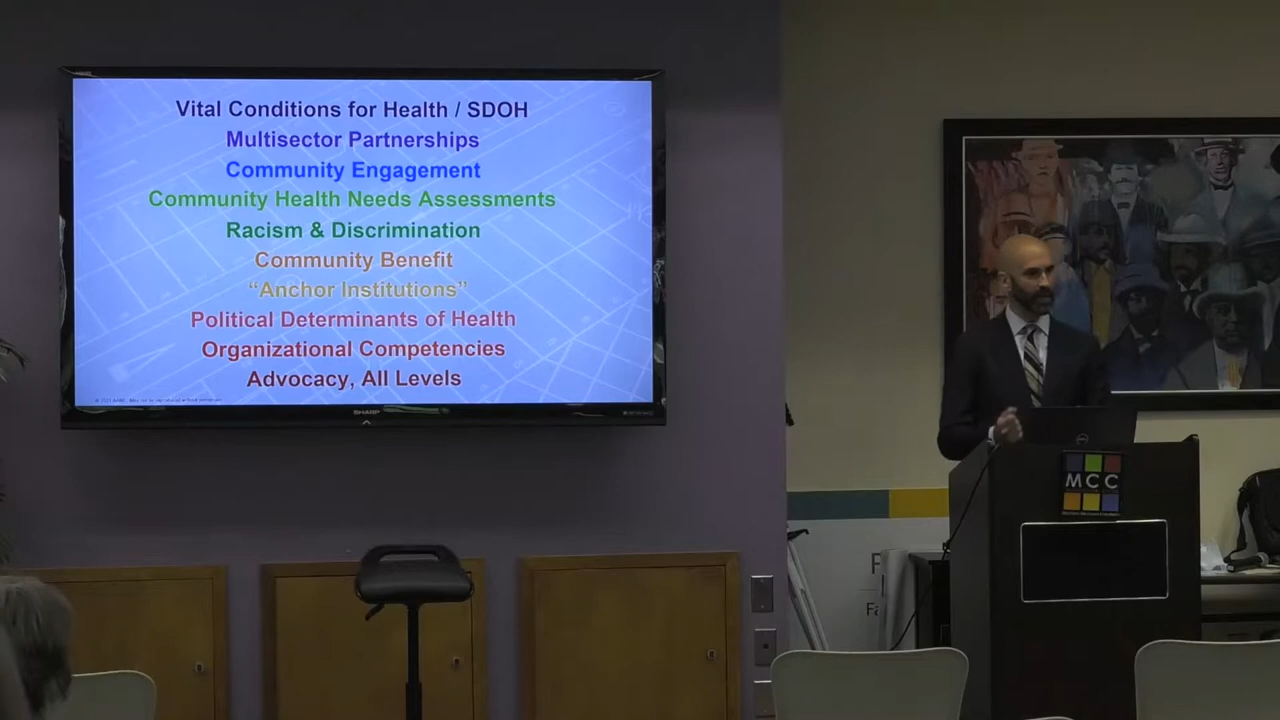 Vital Conditions for Health / SDOH
Multisector Partnerships
Community Engagement
Community Health Needs Assessments
Racism & Discrimination
Community Benefit
“Anchor Institutions”
Political Determinants of Health
Organizational Competencies
Advocacy, All Levels
SHARP
MCC
F
Fa